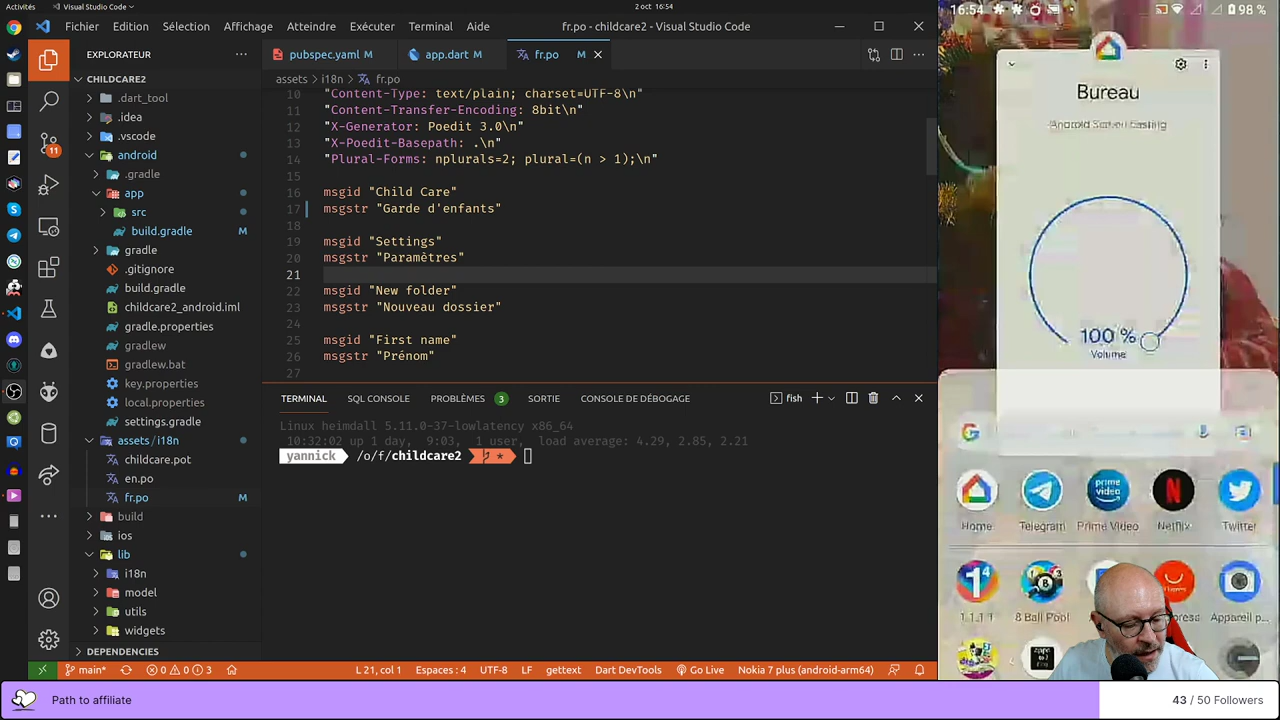 Activités
Visual Studio Code
2 oct 16:54
Fichier Edition Sélection Affichage Atteindre Exécuter Terminal Aide
fr.po - childcare2 - Visual Studio Code
EXPLORATEUR
CHILDCARE2
.dart_tool
.idea
.vscode
android
.gradle
app
src
build.gradle M
gradle
.gitignore
build.gradle
childcare2_android.iml
gradle.properties
gradlew
gradlew.bat
key.properties
local.properties
settings.gradle
assets/i18n
childcare.pot
en.po
fr.po M
build
ios
lib
i18n
model
utils
widgets
DEPENDENCIES
11
pubspec.yaml M
app.dart M
fr.po M
assets > i18n > fr.po
10 "Content-Type: text/plain; charset=UTF-8\n"
11 "Content-Transfer-Encoding: 8bit\n"
12 "X-Generator: Poedit 3.0\n"
13 "X-Poedit-Basepath: .\n"
14 "Plural-Forms: nplurals=2; plural=(n > 1);\n"
15
16 msgid "Child Care"
17 msgstr "Garde d'enfants"
18
19 msgid "Settings"
20 msgstr "Paramètres"
21
22 msgid "New folder"
23 msgstr "Nouveau dossier"
24
25 msgid "First name"
26 msgstr "Prénom"
27
TERMINAL SQL CONSOLE PROBLÈMES 3 SORTIE CONSOLE DE DÉBOGAGE
fish
Linux heimdall 5.11.0-37-lowlatency x86_64
10:32:02 up 1 day, 9:03, 1 user, load average: 4.29, 2.85, 2.21
yannick /o/f/childcare2
main* 0 0 3
L 21, col 1 Espaces : 4 UTF-8 LF gettext Dart DevTools Go Live Nokia 7 plus (android-arm64)
16:54
98 %
Bureau
Android Screen Casting
100 %
Volume
Home Telegram Prime Video Netflix Twitter
prime video
N
1.1.1.1 8 Ball Pool Appareil p...
Path to affiliate
43 / 50 Followers